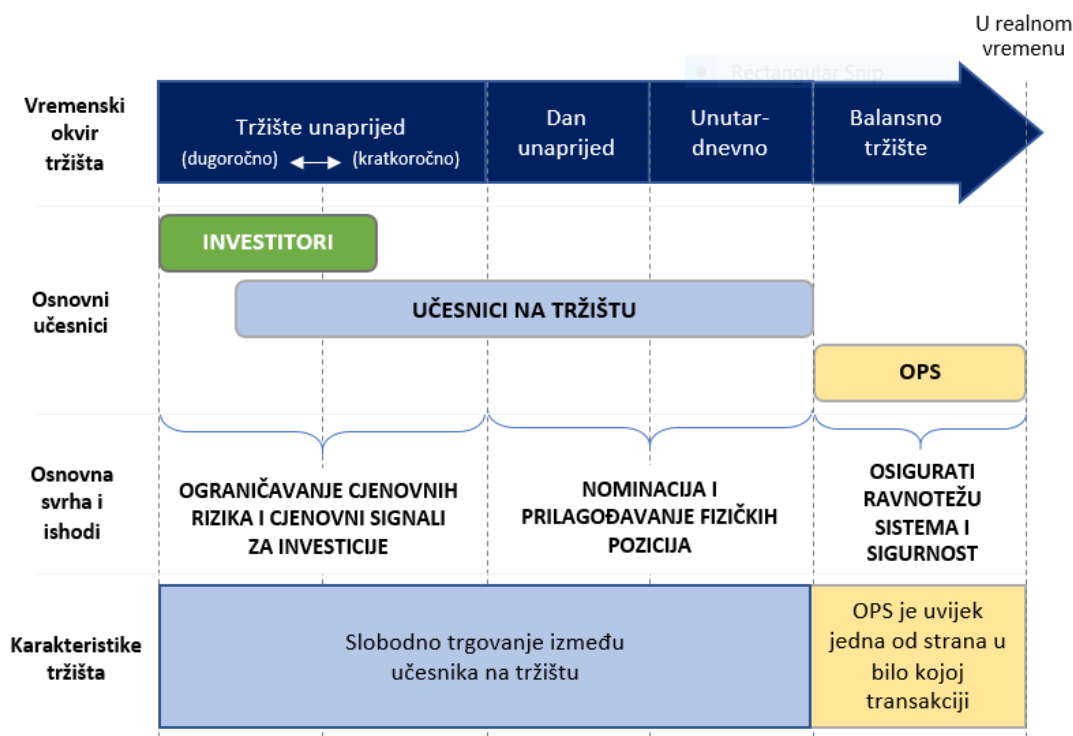 U realnom
vremenu
Rectangular Snip
Vremenski
okvir
tržišta
Tržište unaprijed
(dugoročno) (kratkoročno)
Dan
unaprijed
Unutar-
dnevno
Balansno
tržište
Osnovni
učesnici
INVESTITORI
UČESNICI NA TRŽIŠTU
OPS
Osnovna
svrha i
ishodi
OGRANIČAVANJE CJENOVNIH
RIZIKA I CJENOVNI SIGNALI
ZA INVESTICIJE
NOMINACIJA I
PRILAGOĐAVANJE FIZIČKIH
POZICIJA
OSIGURATI
RAVNOTEŽU
SISTEMA I
SIGURNOST
Karakteristike
tržišta
Slobodno trgovanje između
učesnika na tržištu
OPS je uvijek
jedna od strana u
bilo kojoj
transakciji